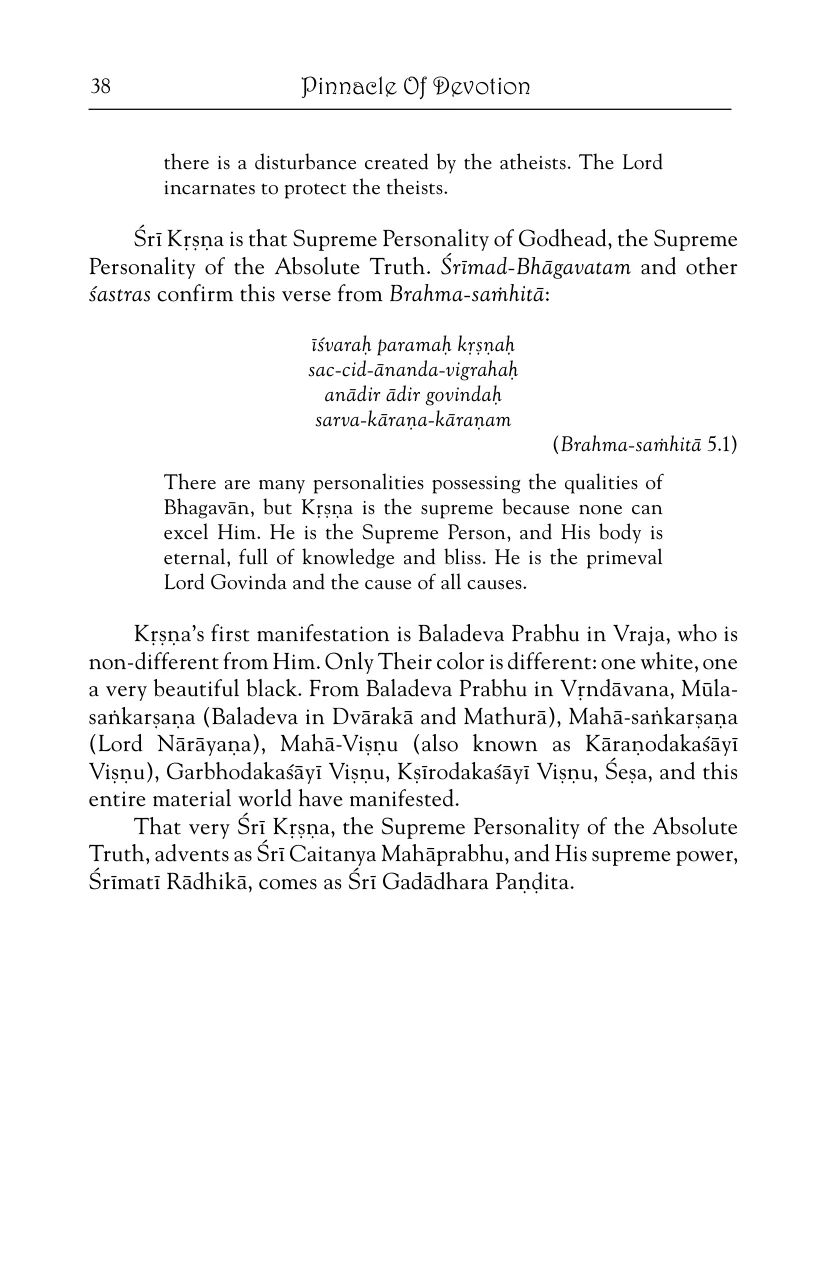 38
Pinnacle Of Devotion
there is a disturbance created by the atheists. The Lord
incarnates to protect the theists.
Śrī Kṛṣṇa is that Supreme Personality of Godhead, the Supreme
Personality of the Absolute Truth. Śrīmad-Bhāgavatam and other
śastras confirm this verse from Brahma-saṁhitā:
īśvaraḥ paramaḥ kṛṣṇaḥ
sac-cid-ānanda-vigrahaḥ
anādir ādir govindaḥ
sarva-kāraṇa-kāraṇam
(Brahma-saṁhitā 5.1)
There are many personalities possessing the qualities of
Bhagavān, but Kṛṣṇa is the supreme because none can
excel Him. He is the Supreme Person, and His body is
eternal, full of knowledge and bliss. He is the primeval
Lord Govinda and the cause of all causes.
Kṛṣṇa’s first manifestation is Baladeva Prabhu in Vraja, who is
non-different from Him. Only Their color is different: one white, one
a very beautiful black. From Baladeva Prabhu in Vṛndāvana, Mūla-
saṅkarṣaṇa (Baladeva in Dvārakā and Mathurā), Mahā-saṅkarṣaṇa
(Lord Nārāyaṇa), Mahā-Viṣṇu (also known as Kāraṇodakaśāyī
Viṣṇu), Garbhodakaśāyī Viṣṇu, Kṣīrodakaśāyī Viṣṇu, Śeṣa, and this
entire material world have manifested.
That very Śrī Kṛṣṇa, the Supreme Personality of the Absolute
Truth, advents as Śrī Caitanya Mahāprabhu, and His supreme power,
Śrīmatī Rādhikā, comes as Śrī Gadādhara Paṇḍita.